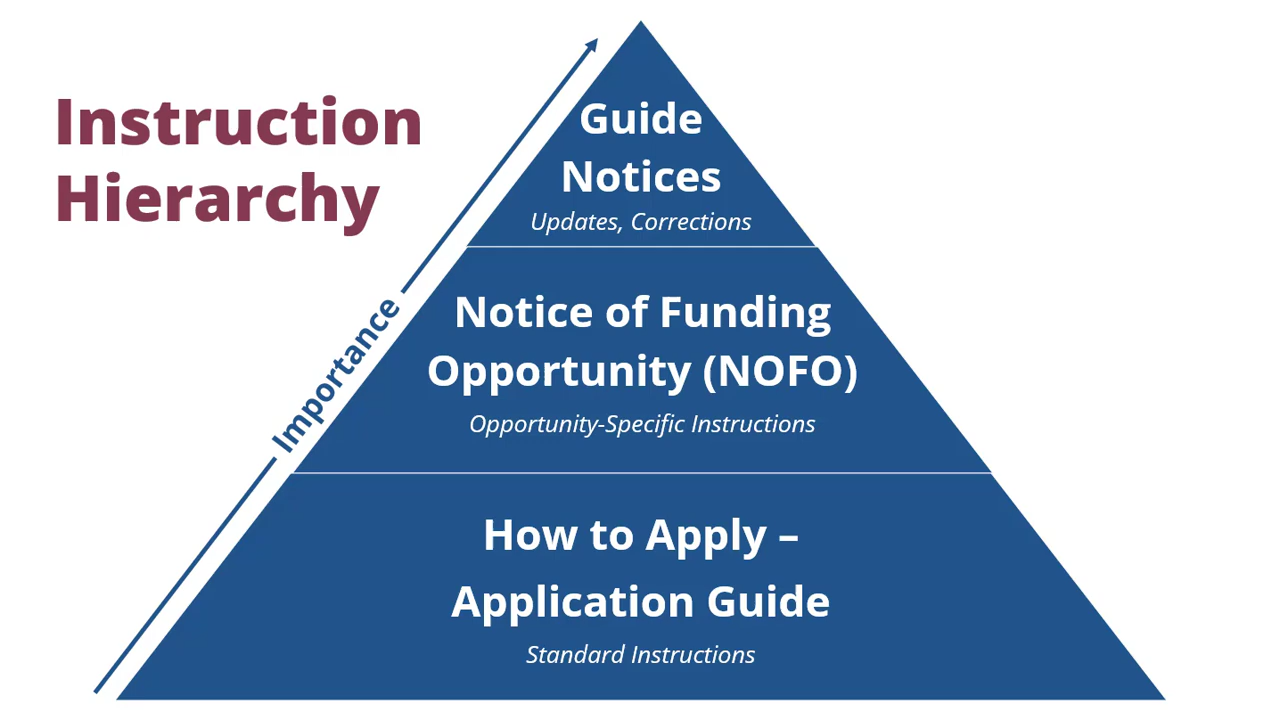 Instruction
Hierarchy
Importance
Guide
Notices
Updates, Corrections
Notice of Funding
Opportunity (NOFO)
Opportunity-Specific Instructions
How to Apply –
Application Guide
Standard Instructions